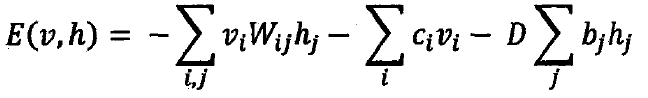 E(v,h) = − ∑_{i,j} v_i W_{ij} h_j − ∑_i c_i v_i − D ∑_j b_j h_j